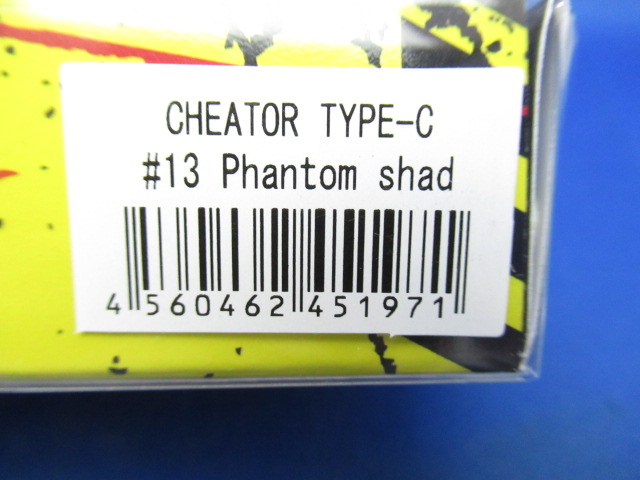 CHEATOR TYPE-C
#13 Phantom shad
4 560462 451971